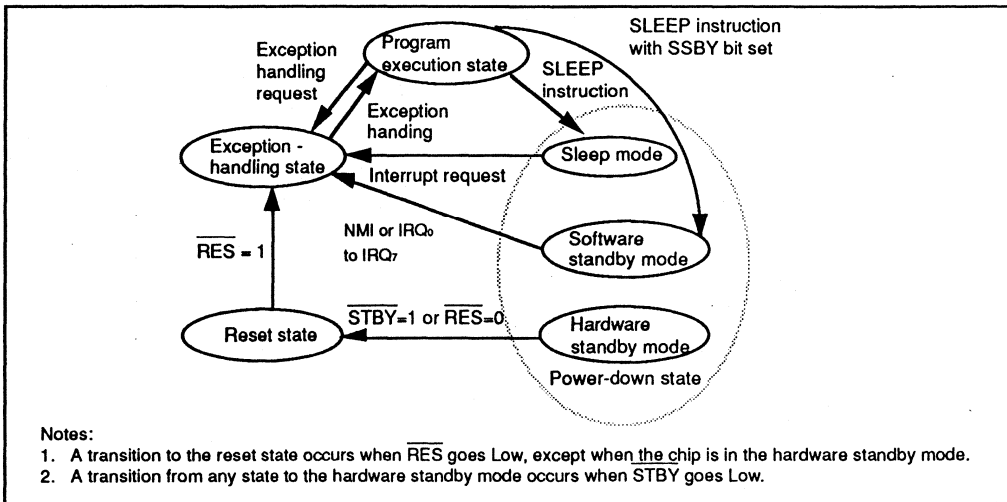 SLEEP instruction
with SSBY bit set
Program
execution state
Exception
handling
request
SLEEP
instruction
Exception
handing
Exception -
handling state
Sleep mode
Interrupt request
NMI or IRQ₀
to IRQ₇
Software
standby mode
RES = 1
STBY=1 or RES=0
Reset state
Hardware
standby mode
Power-down state
Notes:
1. A transition to the reset state occurs when RES goes Low, except when the chip is in the hardware standby mode.
2. A transition from any state to the hardware standby mode occurs when STBY goes Low.